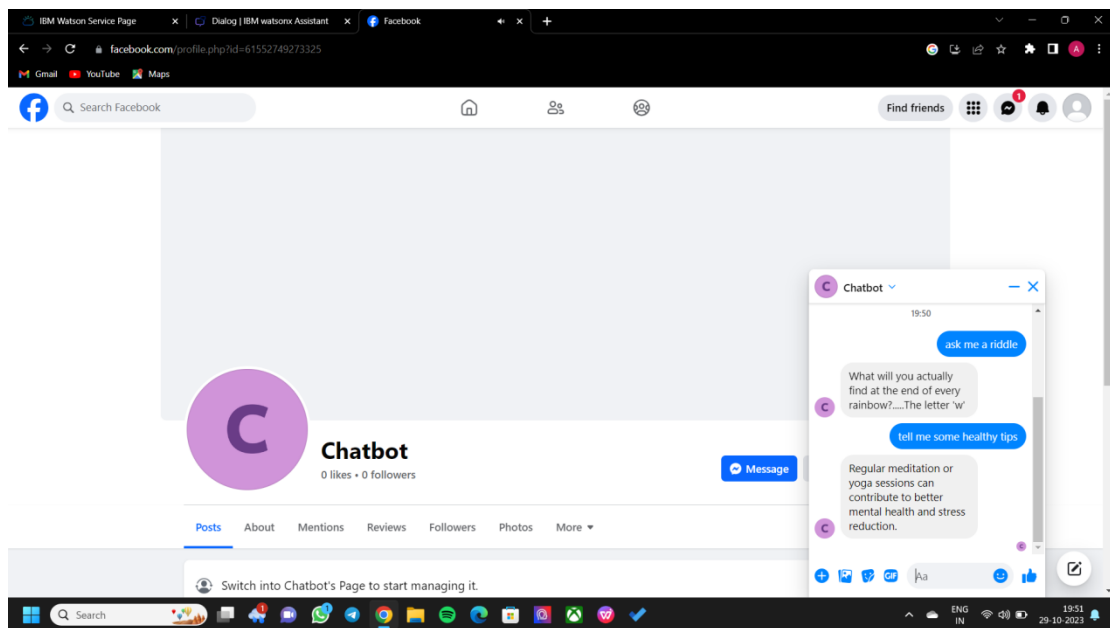 IBM Watson Service Page
Dialog | IBM watsonx Assistant
Facebook
facebook.com/profile.php?id=61552749273325
A
Gmail
YouTube
Maps
Search Facebook
Find friends
1
C
Chatbot
19:50
ask me a riddle
What will you actually
find at the end of every
rainbow?.....The letter 'w'
C
tell me some healthy tips
Regular meditation or
yoga sessions can
contribute to better
mental health and stress
reduction.
C
C
GIF
Aa
C
Chatbot
0 likes • 0 followers
Message
Posts
About
Mentions
Reviews
Followers
Photos
More
Switch into Chatbot's Page to start managing it.
Search
1
ENG
IN
19:51
29-10-2023